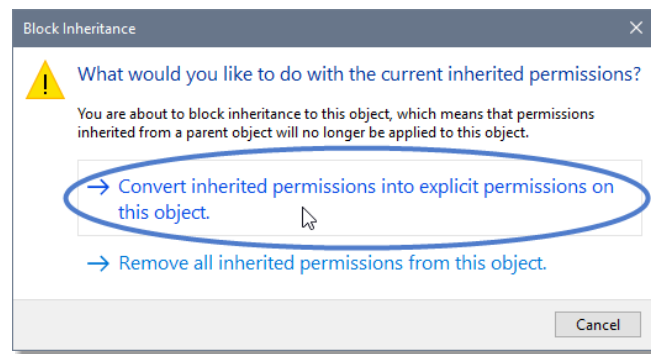 Block Inheritance
What would you like to do with the current inherited permissions?
You are about to block inheritance to this object, which means that permissions
inherited from a parent object will no longer be applied to this object.
Convert inherited permissions into explicit permissions on
this object.
Remove all inherited permissions from this object.
Cancel